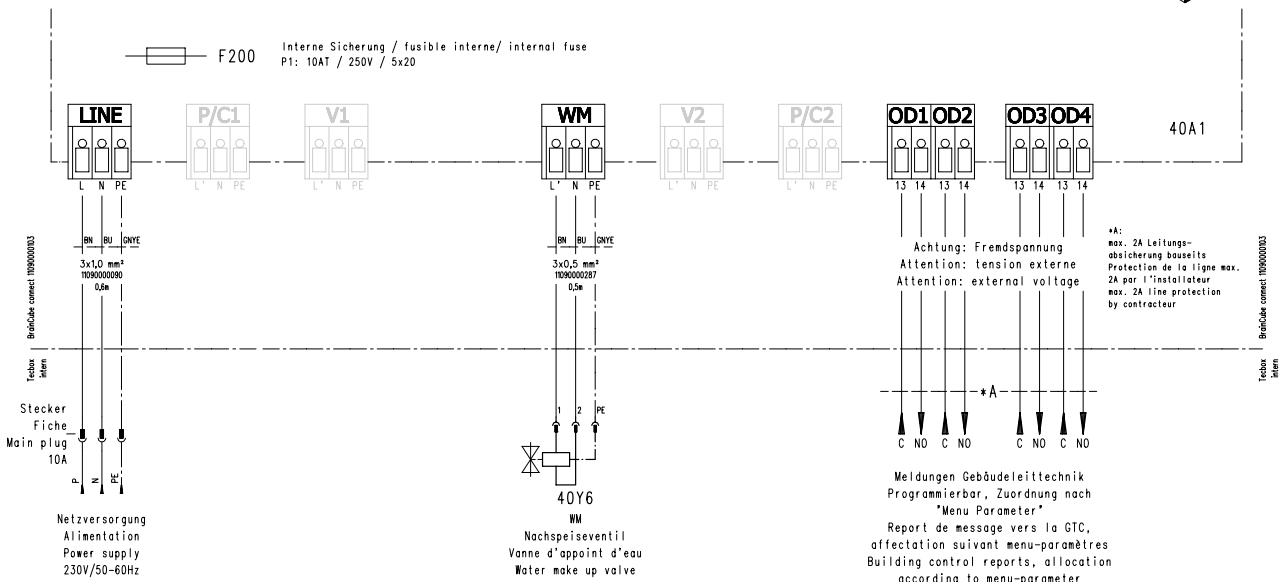 F200
Interne Sicherung / fusible interne/ internal fuse
P1: 10AT / 250V / 5x20
LINE
P/C1
V1
WM
V2
P/C2
OD1 OD2
OD3 OD4
40A1
L N PE
L' N PE
L' N PE
L' N PE
L' N PE
L' N PE
13 14 13 14
13 14 13 14
BN BU GNYE
3x1,0 mm²
11090000090
0,6m
BN BU GNYE
3x0,5 mm²
11090000287
0,5m
Achtung: Fremdspannung
Attention: tension externe
Attention: external voltage
*A:
max. 2A Leitungs-
absicherung bauseits
Protection de la ligne max.
2A par l'installateur
max. 2A line protection
by contracteur
BrainCube connect 11090000103
Tecbox
intern
BrainCube connect 11090000103
Tecbox
intern
Stecker
Fiche
Main plug
10A
P N PE
1 2 PE
*A
C NO C NO
C NO C NO
Netzversorgung
Alimentation
Power supply
230V/50-60Hz
40Y6
WM
Nachspeiseventil
Vanne d'appoint d'eau
Water make up valve
Meldungen Gebäudeleittechnik
Programmierbar, Zuordnung nach
"Menu Parameter"
Report de message vers la GTC,
affectation suivant menu-paramètres
Building control reports, allocation
according to menu-parameter